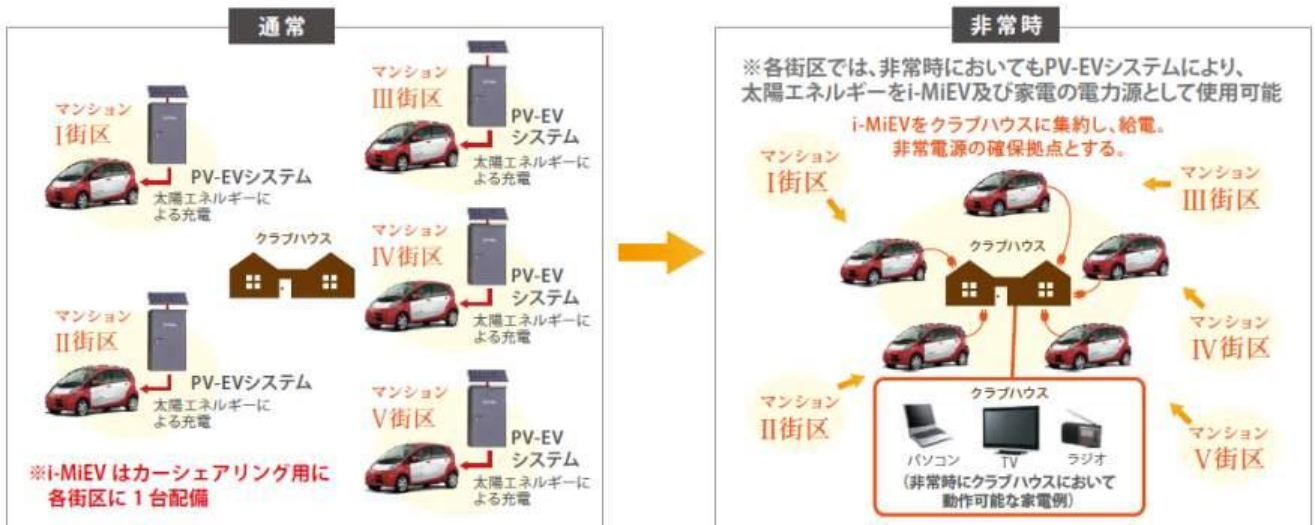 通常
マンション
I街区
PV-EVシステム
太陽エネルギーに
よる充電
マンション
II街区
PV-EVシステム
太陽エネルギーに
よる充電
マンション
III街区
PV-EV
システム
太陽エネルギーに
よる充電
クラブハウス
マンション
IV街区
PV-EV
システム
太陽エネルギーに
よる充電
マンション
V街区
PV-EV
システム
太陽エネルギーに
よる充電
※i-MiEV はカーシェアリング用に
各街区に 1 台配備
非常時
※各街区では、非常時においてもPV-EVシステムにより、
太陽エネルギーをi-MiEV及び家電の電力源として使用可能
i-MiEVをクラブハウスに集約し、給電。
非常電源の確保拠点とする。
マンション
I街区
マンション
III街区
クラブハウス
マンション
IV街区
マンション
II街区
マンション
V街区
クラブハウス
パソコン
TV
ラジオ
(非常時にクラブハウスにおいて
動作可能な家電例)